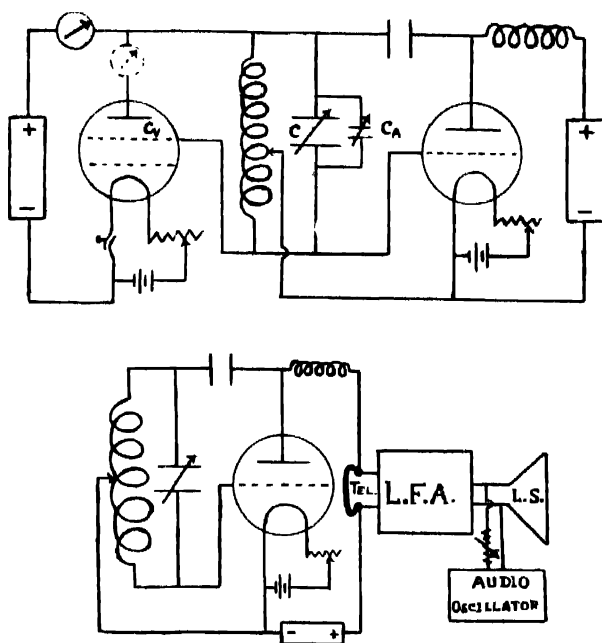 +
-
Cv
C
CA
+
-
TEL.
L.F.A.
L.S.
- +
AUDIO
OSCILLATOR